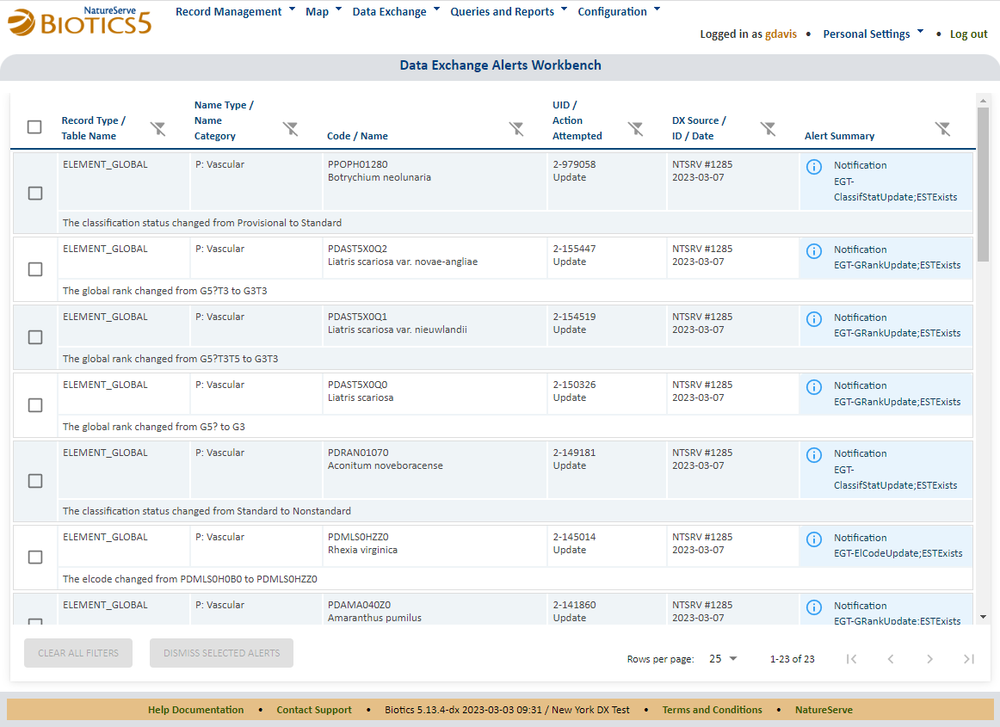 NatureServe
BIOTICS5
Record Management Map Data Exchange Queries and Reports Configuration
Logged in as gdavis • Personal Settings • Log out
Data Exchange Alerts Workbench
Record Type / Table Name
Name Type / Name Category
Code / Name
UID / Action Attempted
DX Source / ID / Date
Alert Summary
ELEMENT_GLOBAL P: Vascular PPOPH01280 2-979058 NTSRV #1285 Notification
Botrychium neolunaria Update 2023-03-07 EGT-
ClassifStatUpdate;ESTExists
The classification status changed from Provisional to Standard
ELEMENT_GLOBAL P: Vascular PDAST5X0Q2 2-155447 NTSRV #1285 Notification
Liatris scariosa var. novae-angliae Update 2023-03-07 EGT-GRankUpdate;ESTExists
The global rank changed from G5?T3 to G3T3
ELEMENT_GLOBAL P: Vascular PDAST5X0Q1 2-154519 NTSRV #1285 Notification
Liatris scariosa var. nieuwlandii Update 2023-03-07 EGT-GRankUpdate;ESTExists
The global rank changed from G5?T3T5 to G3T3
ELEMENT_GLOBAL P: Vascular PDAST5X0Q0 2-150326 NTSRV #1285 Notification
Liatris scariosa Update 2023-03-07 EGT-GRankUpdate;ESTExists
The global rank changed from G5? to G3
ELEMENT_GLOBAL P: Vascular PDRAN01070 2-149181 NTSRV #1285 Notification
Aconitum noveboracense Update 2023-03-07 EGT-
ClassifStatUpdate;ESTExists
The classification status changed from Standard to Nonstandard
ELEMENT_GLOBAL P: Vascular PDMLS0HZZ0 2-145014 NTSRV #1285 Notification
Rhexia virginica Update 2023-03-07 EGT-ElCodeUpdate;ESTExists
The elcode changed from PDMLS0H0B0 to PDMLS0HZZ0
ELEMENT_GLOBAL P: Vascular PDAMA040Z0 2-141860 NTSRV #1285 Notification
Amaranthus pumilus Update 2023-03-07 EGT-GRankUpdate;ESTExists
CLEAR ALL FILTERS DISMISS SELECTED ALERTS Rows per page: 25 1-23 of 23
Help Documentation • Contact Support • Biotics 5.13.4-dx 2023-03-03 09:31 / New York DX Test • Terms and Conditions • NatureServe